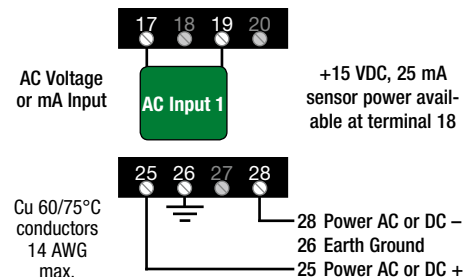 17 18 19 20
AC Voltage
or mA Input
AC Input 1
+15 VDC, 25 mA
sensor power avail-
able at terminal 18
25 26 27 28
Cu 60/75°C
conductors
14 AWG
max.
28 Power AC or DC –
26 Earth Ground
25 Power AC or DC +